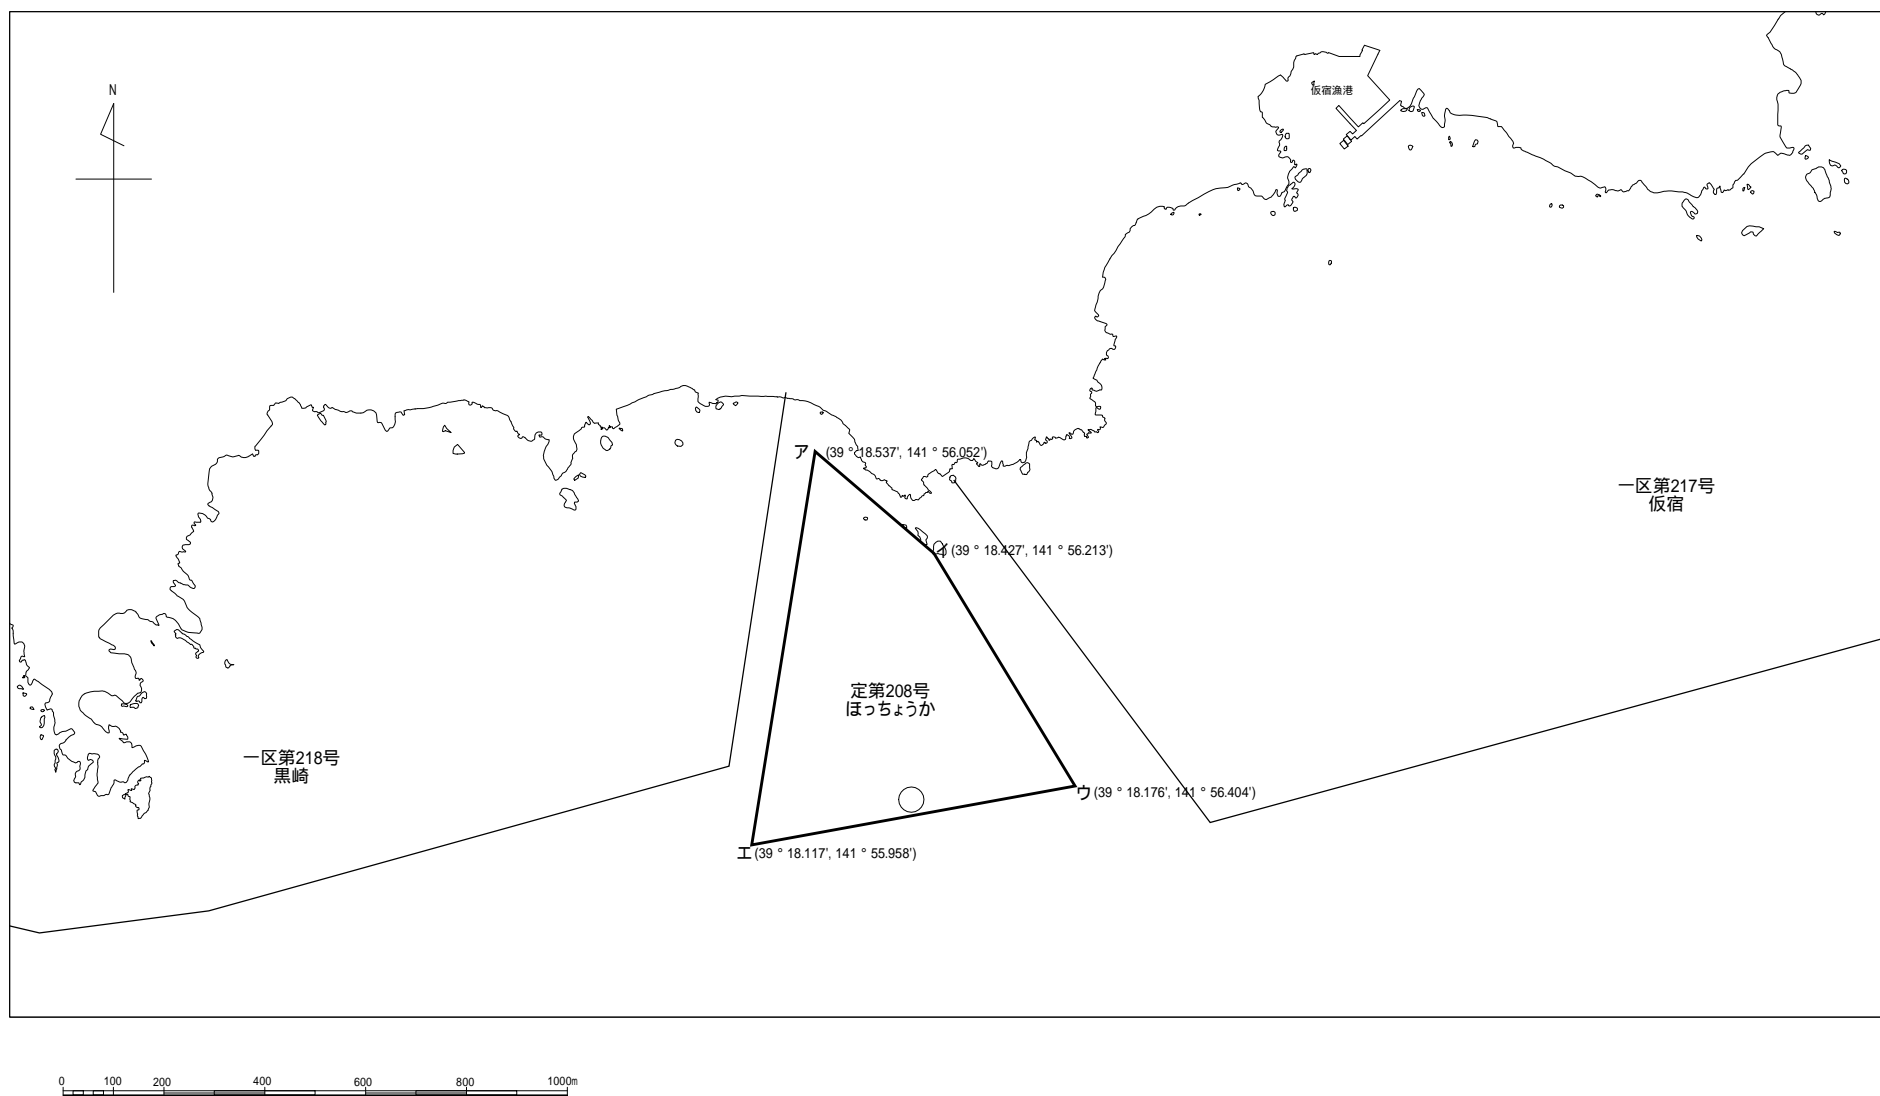 N
仮宿漁港
ア (39 ° 18.537', 141 ° 56.052')
一区第217号
仮宿
イ (39 ° 18.427', 141 ° 56.213')
定第208号
ほっちょうか
一区第218号
黒崎
ウ (39 ° 18.176', 141 ° 56.404')
エ (39 ° 18.117', 141 ° 55.958')
0 100 200 400 600 800 1000m